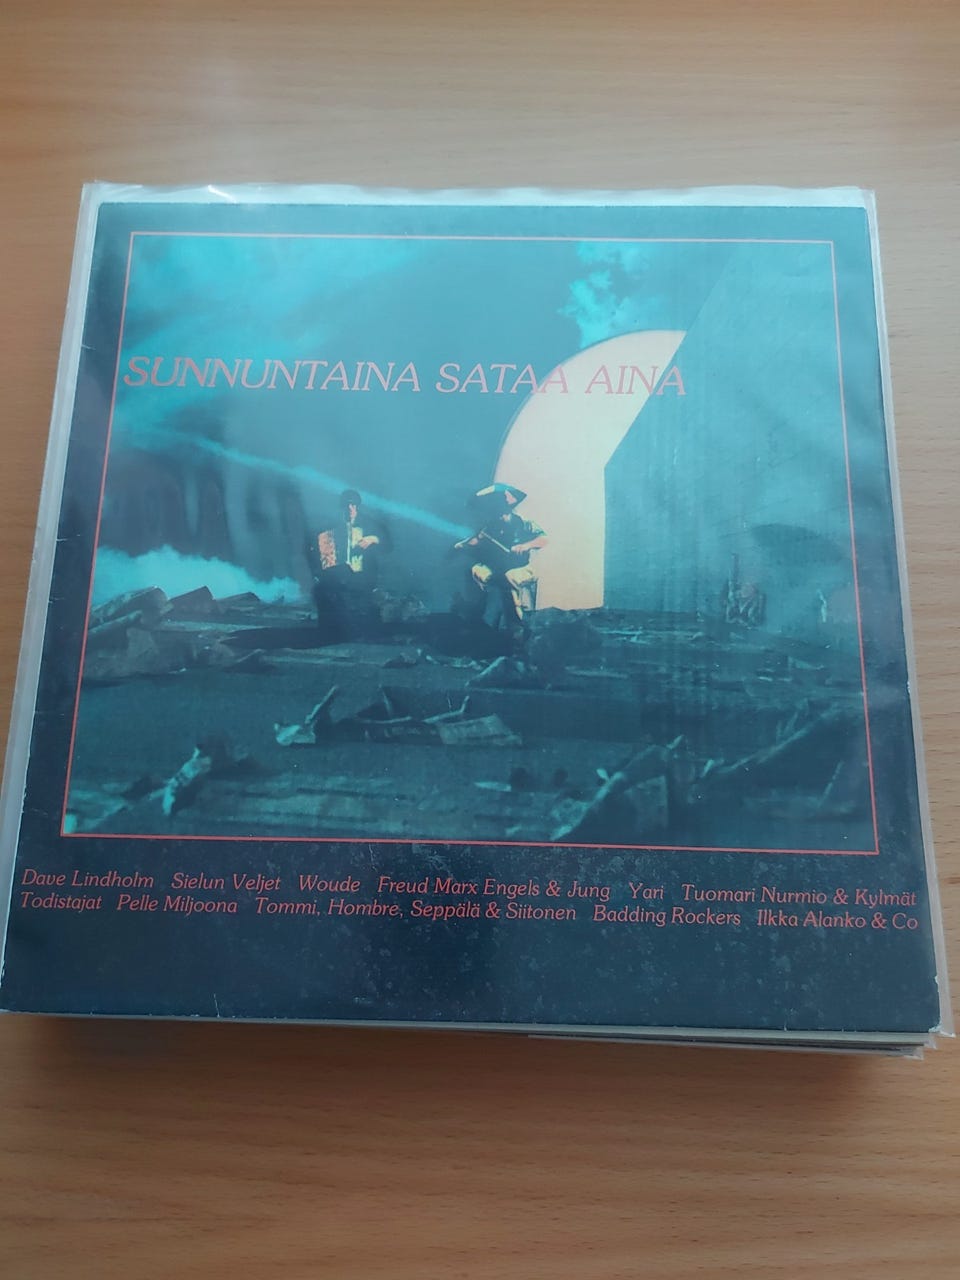 SUNNUNTAINA SATAA AINA
Dave Lindholm Sielun Veljet Woude Freud Marx Engels & Jung Yari Tuomari Nurmio & Kylmät
Todistajat Pelle Miljoona Tommi, Hombre, Seppälä & Siitonen Badding Rockers Ilkka Alanko & Co